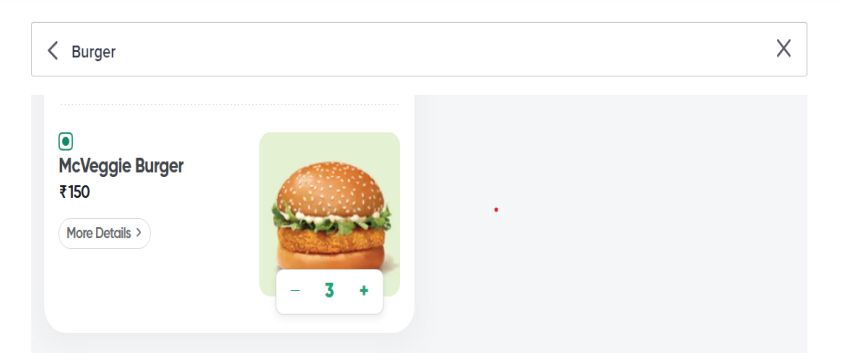 Burger
McVeggie Burger
₹150
More Details >
− 3 +